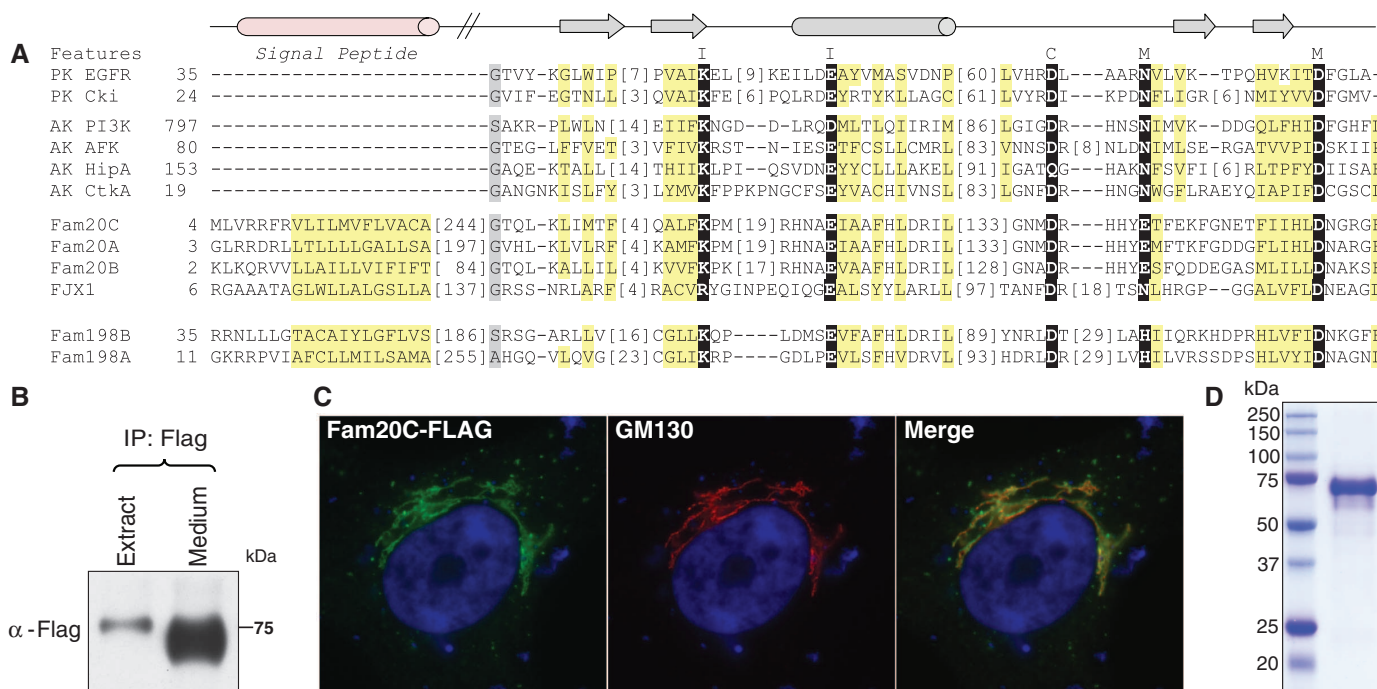 A
Features Signal Peptide I I C M M
PK EGFR 35 --------------------------GTVY-KGLWIP[7]PVAIKEL[9]KEILDEAYVMASVDNP[60]LVHRDL---AARNVLVK--TPQHVKITDFGLA-
PK Cki 24 --------------------------GVIF-EGTNLL[3]QVAIKFE[6]PQLRDEYRTYKLLAGC[61]LVYRDI---KPDNFLIGR[6]NMIYVVDFGMV-
AK PI3K 797 --------------------------SAKR-PLWLN[14]EIIFKNGD--D-LRQDMLTLQIIRIM[86]LGIGDR---HNSNIMVK--DDGQLFHIDFGHF
AK AFK 80 --------------------------GTEG-LFFVET[3]VFIVKRST--N-IESETFCSLLCMRL[83]VNNSDR[8]NLDNIMLSE-RGATVVPIDSKII
AK HipA 153 --------------------------GAQE-KTALL[14]THIIKLPI--QSVDNEYYCLLLAKEL[91]IGATQG---HAKNFSVFI[6]RLTPFYDIISA
AK CtkA 19 --------------------------GANGNKISLFY[3]LYMVKFPPKPNGCFSEYVACHIVNSL[83]LGNFDR---HNGNWGFLRAEYQIAPIFDCGSC
Fam20C 4 MLVRRFRVLILMVFLVACA[244]GTQL-KLIMTF[4]QALFKPM[19]RHNAEIAAFHLDRIL[133]GNMDR---HHYETFEKFGNETFIIHLDNGRG
Fam20A 3 GLRRDRLLTLLLLGALLSA[197]GVHL-KLVLRF[4]KAMFKPM[19]RHNAEIAAFHLDRIL[139]GNMDR---HHYEMFTKFGDDGFLIHLDNARG
Fam20B 2 KLKQRVVLLAILLVIFIFT[ 84]GTQL-KALLIL[4]KVVFKPK[17]RHNAEVAAFHLDRIL[128]GNADR---HHYESFQDDEGASMLILLDNAKS
FJX1 6 RGAAATAGLWLLALGSLLA[137]GRSS-NRLARF[4]RACVRYGINPEQIQGEALSYYLARLL[97]TANFDR[18]TSNLHRGP--GGALVFLDNEAG
Fam198B 35 RRNLLLGTACAIYLGFLVS[186]SRSG-ARLLV[16]CGLLKQP----LDMSEVFAFHLDRIL[89]YNRLDT[29]LAHIIQRKHDPRHLVFIDNKGF
Fam198A 11 GKRRPVIAFCLLMILSAMA[255]AHGQ-VLQVG[23]CGLIKRP----GDLPEVLSFHVDRVL[93]HDRLDR[29]LVHILVRSSDPSHLVYIDNAGN
B
IP: Flag
Extract
Medium
kDa
α-Flag
75
C
Fam20C-FLAG
GM130
Merge
D
kDa
250
150
100
75
50
37
25
20